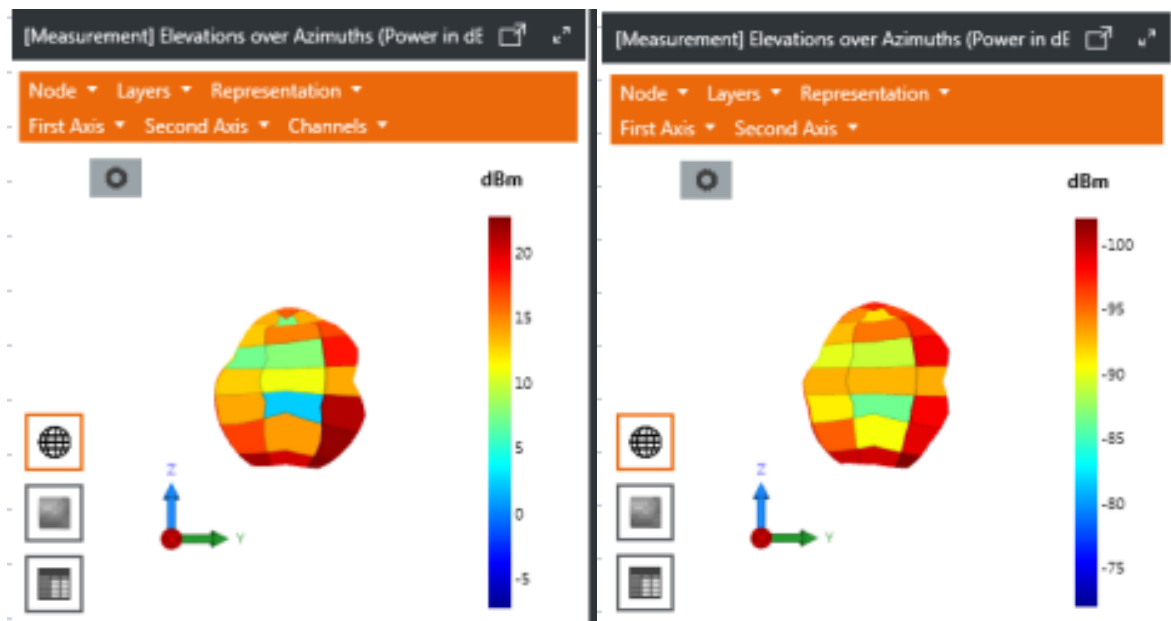 [Measurement] Elevations over Azimuths (Power in dE
Node Layers Representation
First Axis Second Axis Channels
dBm
20
15
10
5
0
-5
Z
Y
[Measurement] Elevations over Azimuths (Power in dE
Node Layers Representation
First Axis Second Axis
dBm
-100
-95
-90
-85
-80
-75
Z
Y